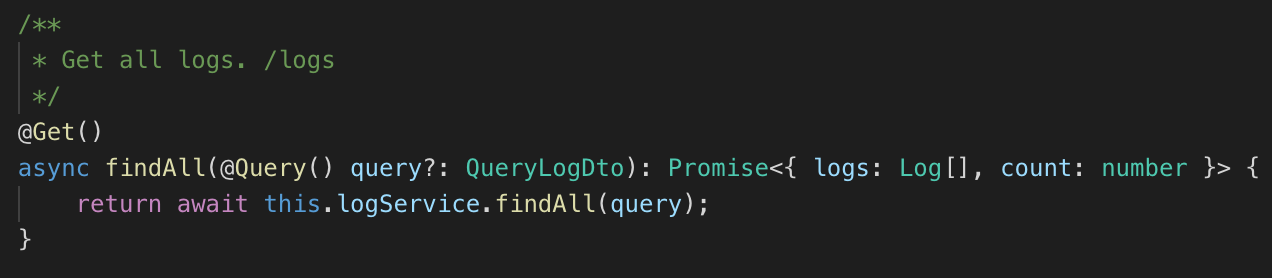 /**
 * Get all logs. /logs
 */
@Get()
async findAll(@Query() query?: QueryLogDto): Promise<{ logs: Log[], count: number }> {
    return await this.logService.findAll(query);
}